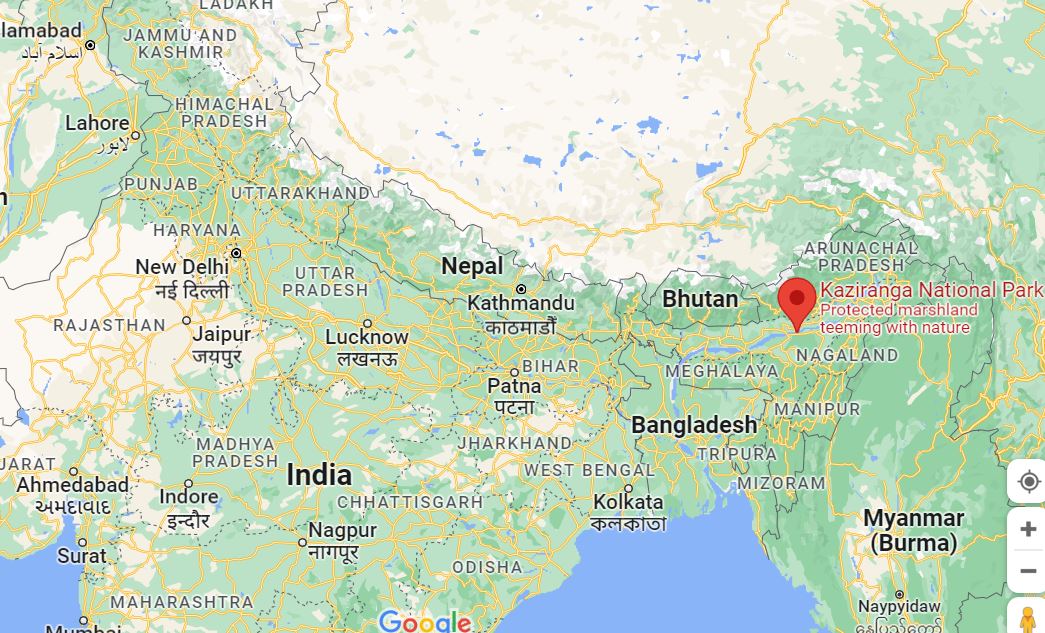 LADAKH
JAMMU AND
KASHMIR
اسلام آباد
HIMACHAL
PRADESH
Lahore
لاہور
PUNJAB
UTTARAKHAND
HARYANA
New Delhi
नई दिल्ली
UTTAR
PRADESH
Nepal
Kathmandu
काठमाडौँ
Bhutan
ARUNACHAL
PRADESH
Kaziranga National Park
Protected marshland
teeming with nature
RAJASTHAN
Jaipur
जयपुर
Lucknow
लखनऊ
Patna
पटना
BIHAR
MEGHALAYA
NAGALAND
MANIPUR
Bangladesh
TRIPURA
MIZORAM
MADHYA
PRADESH
JHARKHAND
WEST BENGAL
Ahmedabad
અમદાવાદ
India
Indore
इन्दौर
CHHATTISGARH
Kolkata
কলকাতা
Nagpur
नागपूर
Surat
ODISHA
Myanmar
(Burma)
MAHARASHTRA
Naypyidaw
Google